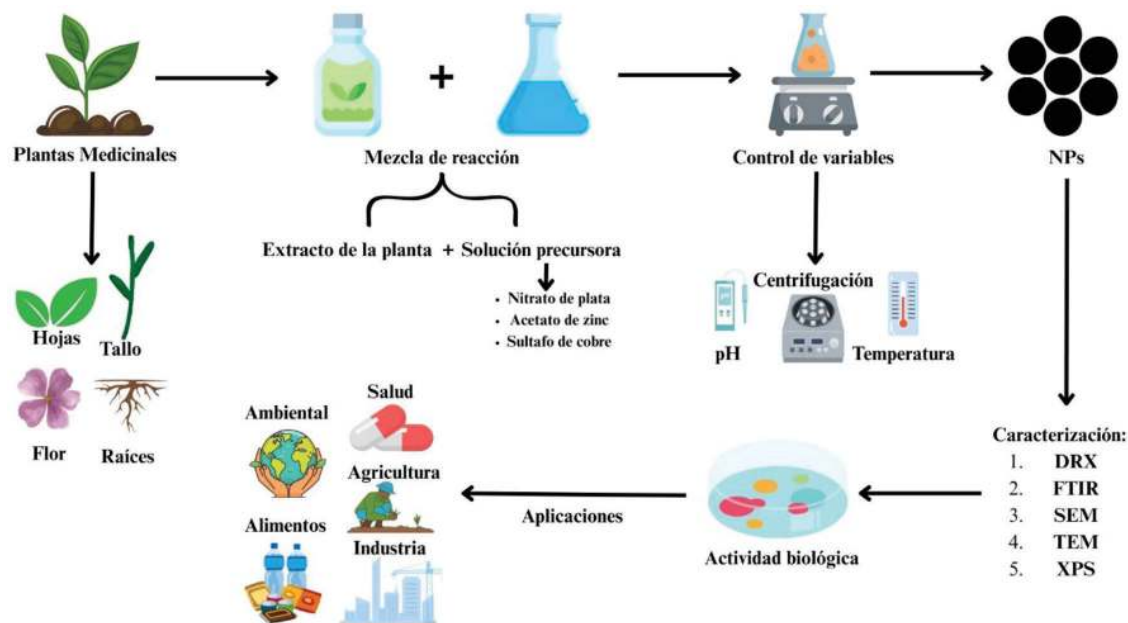 Plantas Medicinales
+
Mezcla de reacción
Control de variables
NPs
Extracto de la planta + Solución precursora
• Nitrato de plata
• Acetato de zinc
• Sultafo de cobre
Hojas
Tallo
Flor
Raíces
Centrifugación
pH
Temperatura
Caracterización:
1. DRX
2. FTIR
3. SEM
4. TEM
5. XPS
Actividad biológica
Aplicaciones
Salud
Ambiental
Agricultura
Alimentos
Industria